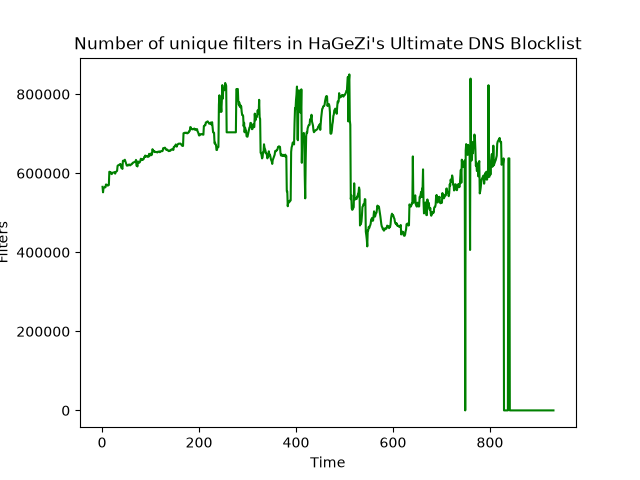 Number of unique filters in HaGeZi's Ultimate DNS Blocklist
800000
600000
400000
200000
0
Filters
0 200 400 600 800
Time